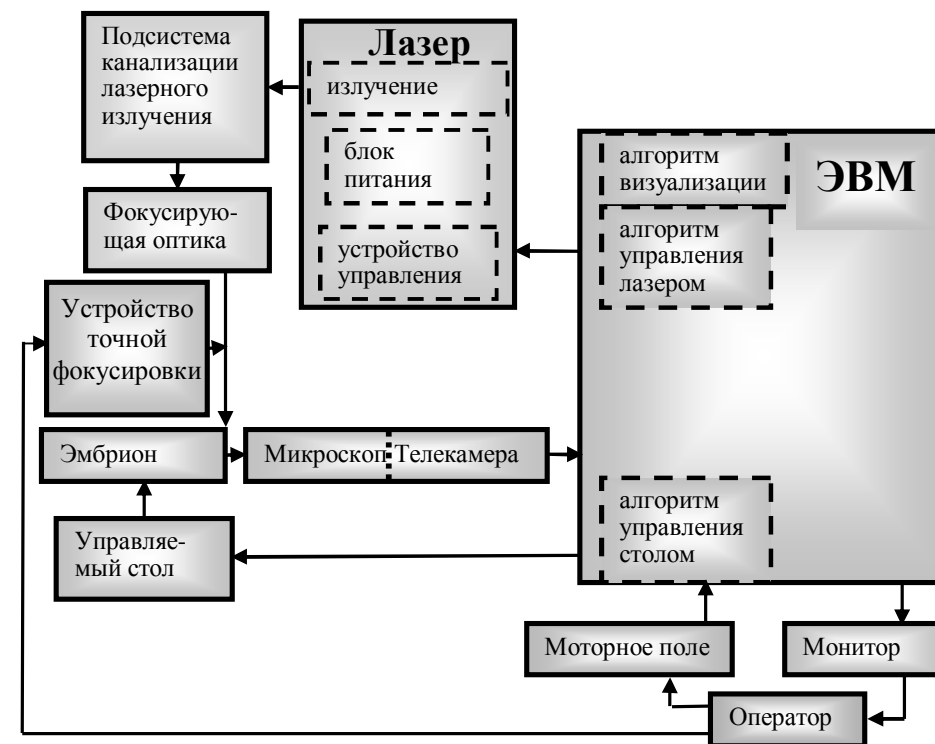 Подсистема
канализации
лазерного
излучения
Лазер
излучение
блок
питания
устройство
управления
ЭВМ
алгоритм
визуализации
алгоритм
управления
лазером
Фокусирую-
щая оптика
Устройство
точной
фокусировки
Эмбрион
Микроскоп Телекамера
алгоритм
управления
столом
Управляе-
мый стол
Моторное поле
Монитор
Оператор